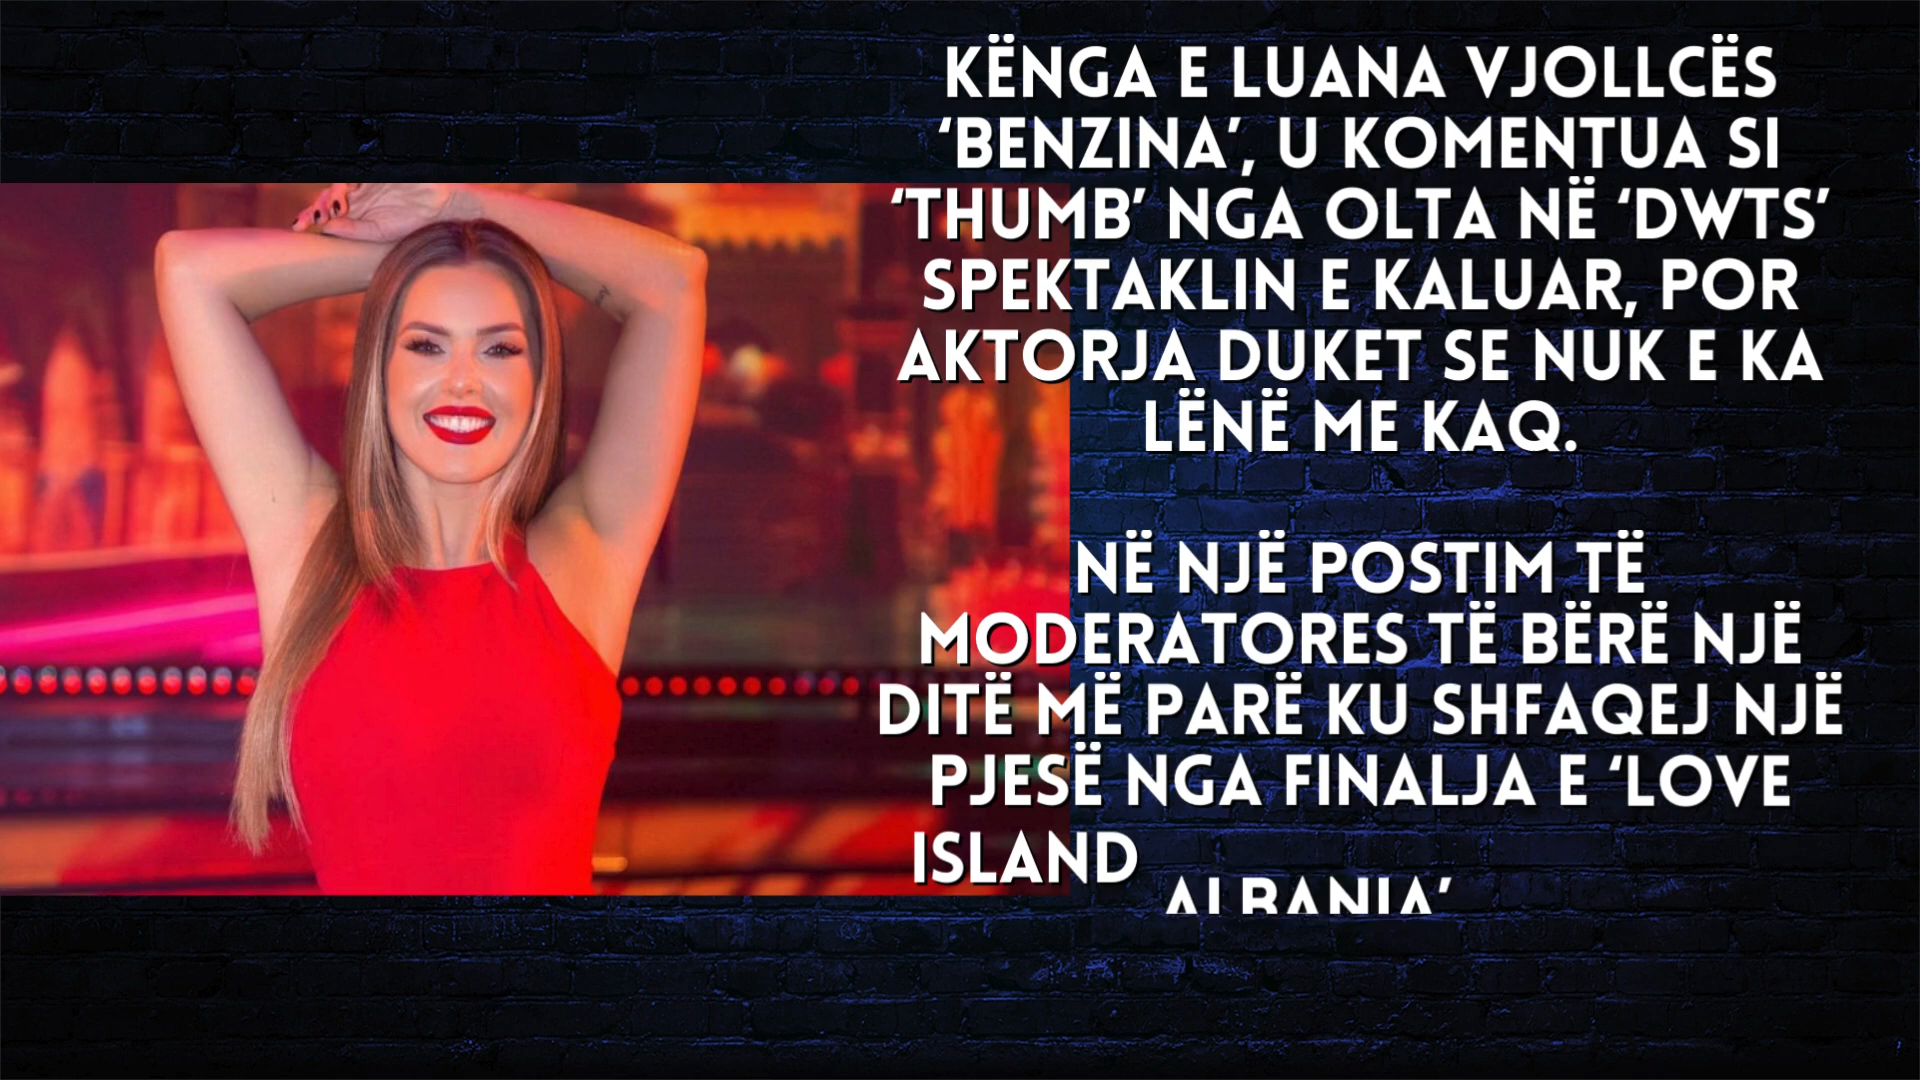 KËNGA E LUANA VJOLLCËS
‘BENZINA’, U KOMENTUA SI
‘THUMB’ NGA OLTA NË ‘DWTS’
SPEKTAKLIN E KALUAR, POR
AKTORJA DUKET SE NUK E KA
LËNË ME KAQ.
NË NJË POSTIM TË
MODERATORES TË BËRË NJË
DITË MË PARË KU SHFAQEJ NJË
PJESË NGA FINALJA E ‘LOVE
ISLAND
ALBANIA’